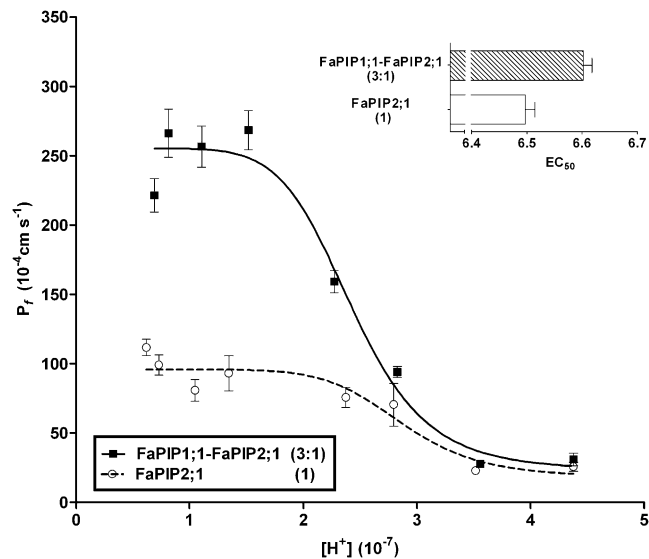 350
300
250
200
150
100
50
0
P_f (10⁻⁴cm s⁻¹)
FaPIP1;1-FaPIP2;1
(3:1)
FaPIP2;1
(1)
6.4 6.5 6.6 6.7
EC₅₀
FaPIP1;1-FaPIP2;1 (3:1)
FaPIP2;1 (1)
0 1 2 3 4 5
[H⁺] (10⁻⁷)